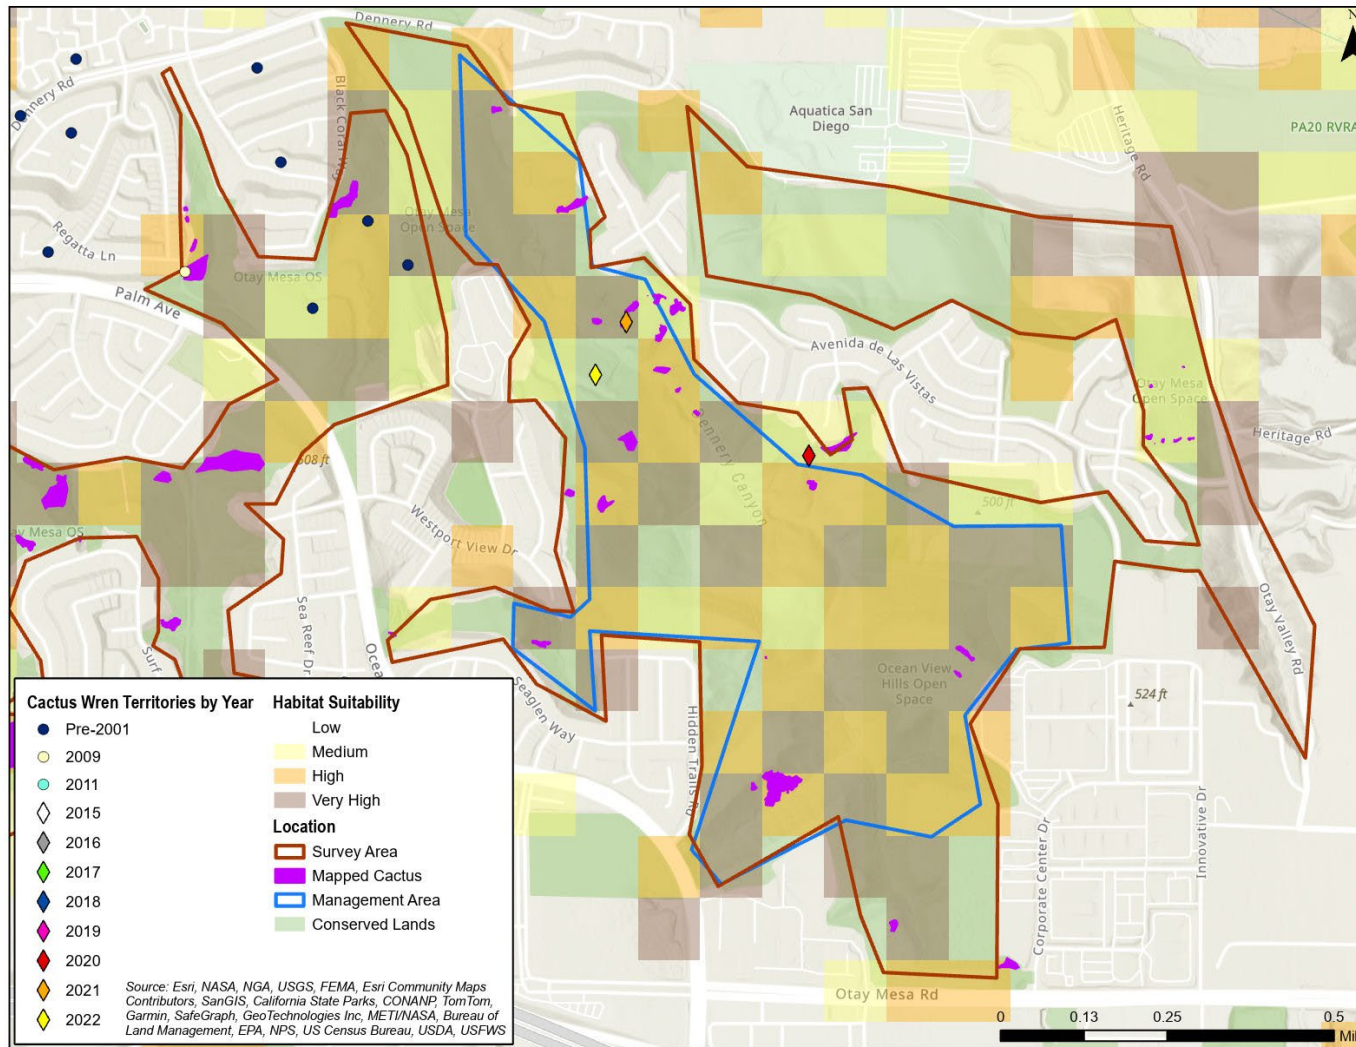 Dennery Rd
N
Dennery Rd
Black Coral Way
Aquatica San
Diego
Heritage Rd
PA20 RVRA
Otay Mesa
Open Space
Regatta Ln
Otay Mesa OS
Palm Ave
Avenida de Las Vistas
Otay Mesa
Open Space
Heritage Rd
Dennery Canyon
608 ft
500 ft
Mesa OS
Westport View Dr
Otay Valley Rd
Sea Reef Dr
Surf
Ocea
Seaglen Way
Hidden Trails Rd
Ocean View
Hills Open
Space
524 ft
Corporate Center Dr
Innovative Dr
Otay Mesa Rd
Cactus Wren Territories by Year
Pre-2001
2009
2011
2015
2016
2017
2018
2019
2020
2021
2022
Habitat Suitability
Low
Medium
High
Very High
Location
Survey Area
Mapped Cactus
Management Area
Conserved Lands
Source: Esri, NASA, NGA, USGS, FEMA, Esri Community Maps
Contributors, SanGIS, California State Parks, CONANP, TomTom,
Garmin, SafeGraph, GeoTechnologies Inc, METI/NASA, Bureau of
Land Management, EPA, NPS, US Census Bureau, USDA, USFWS
0 0.13 0.25 0.5
Mil